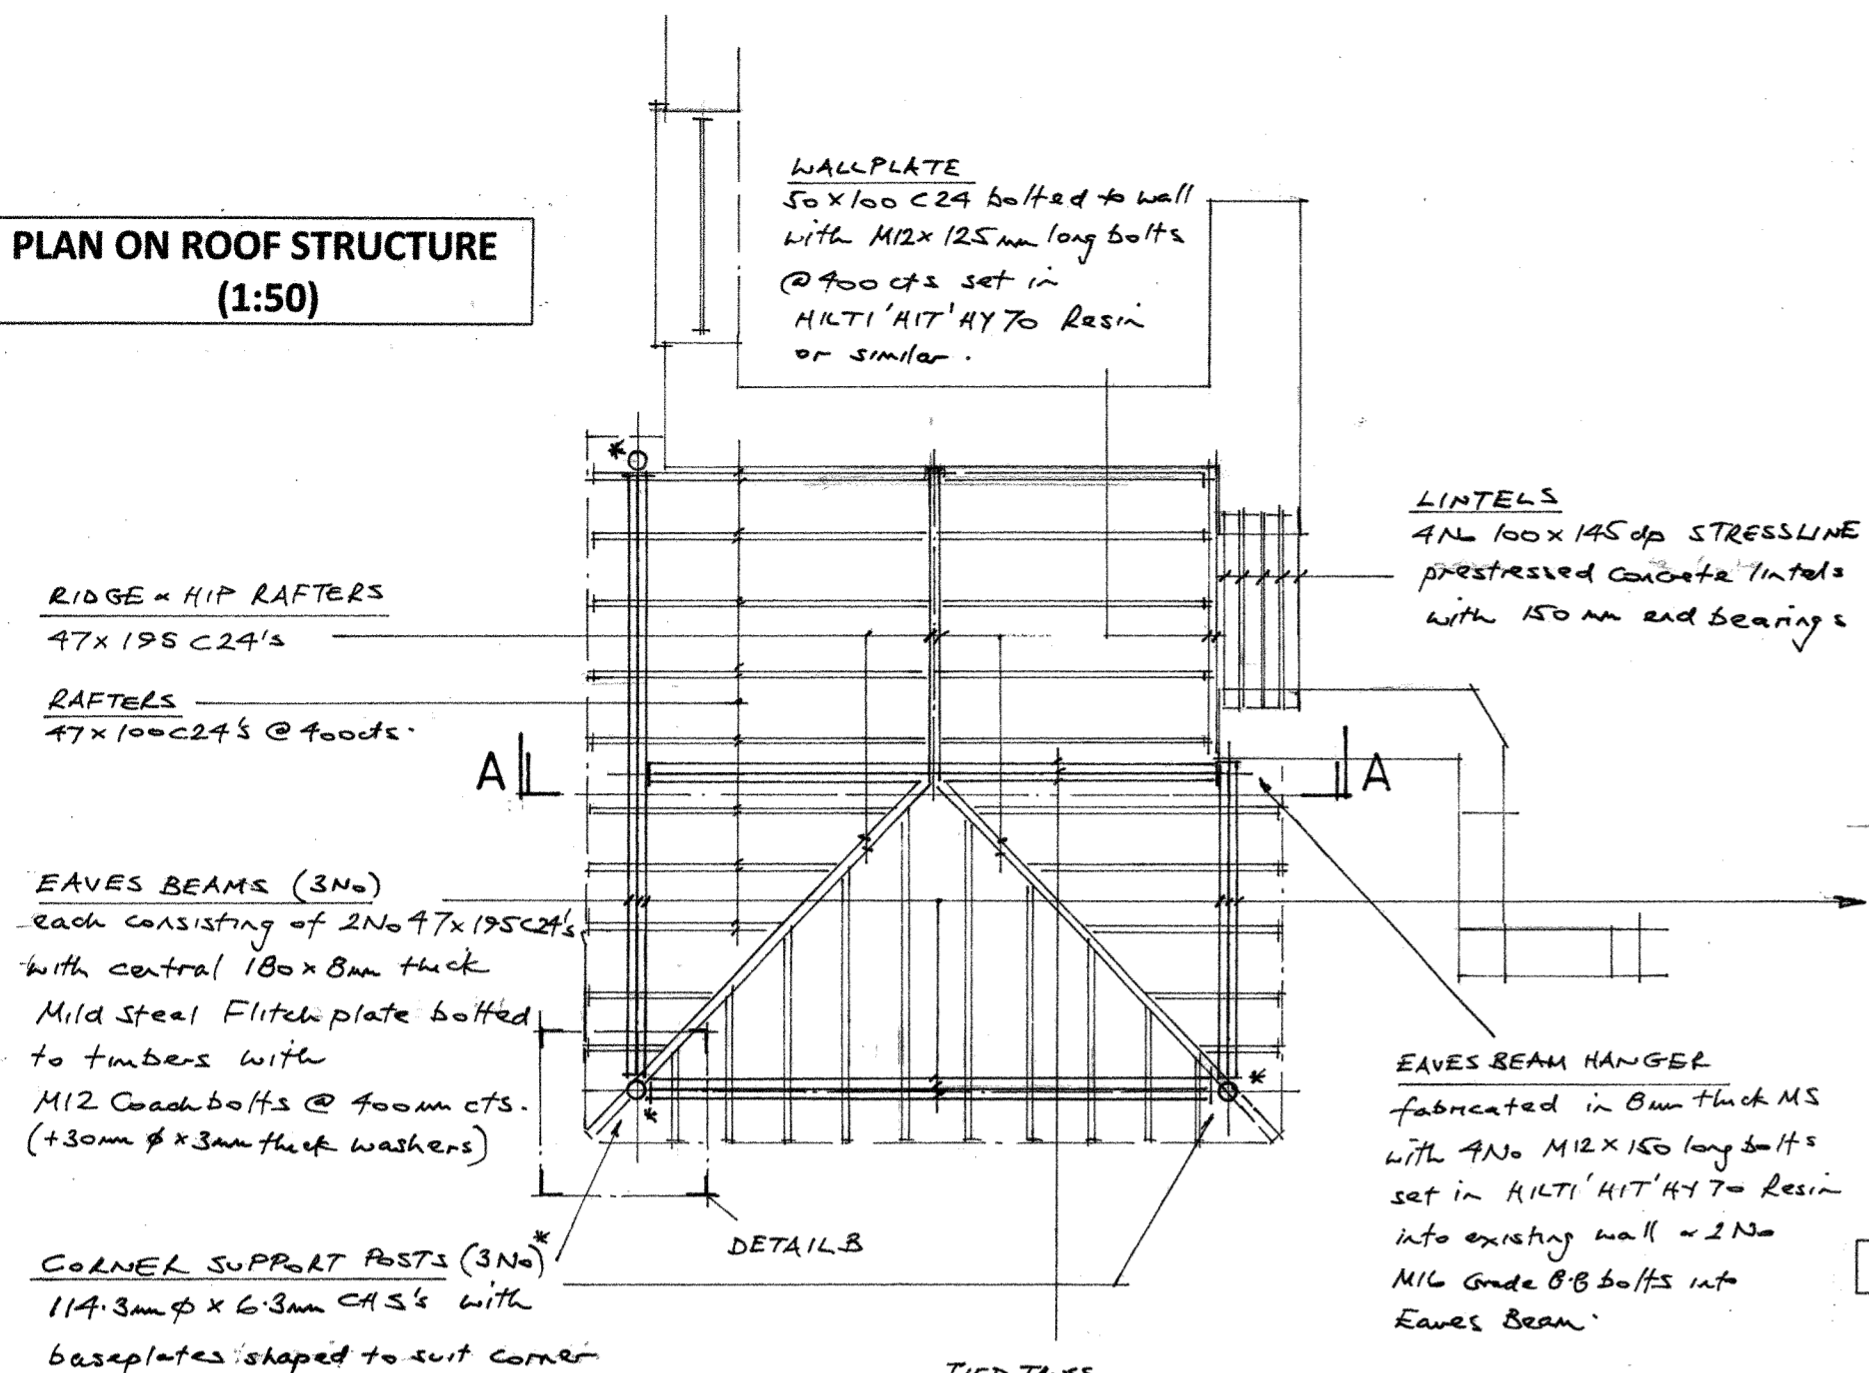 PLAN ON ROOF STRUCTURE
(1:50)
WALLPLATE
50x100 C24 bolted to wall
with M12x125mm long bolts
@ 400 cts set in
HILTI 'HIT' HY70 Resin
or similar.
LINTELS
4No 100x145 dp STRESSLINE
prestressed concrete lintels
with 150 mm end bearings
RIDGE & HIP RAFTERS
47x195 C24's
RAFTERS
47x100 C24's @ 400cts.
A
A
EAVES BEAMS (3No)
each consisting of 2No 47x195 C24's
with central 180x8mm thick
Mild Steel Flitch plate bolted
to timbers with
M12 Coachbolts @ 400mm cts.
(+30mm φ x 3mm thick washers)
EAVES BEAM HANGER
fabricated in 8mm thick MS
with 4No M12x150 long bolts
set in HILTI 'HIT' HY70 Resin
into existing wall & 2No
M16 Grade 8.8 bolts into
Eaves Beam.
DETAIL B
CORNER SUPPORT POSTS (3No)*
114.3mm φ x 6.3mm CHS's with
baseplates shaped to suit corner